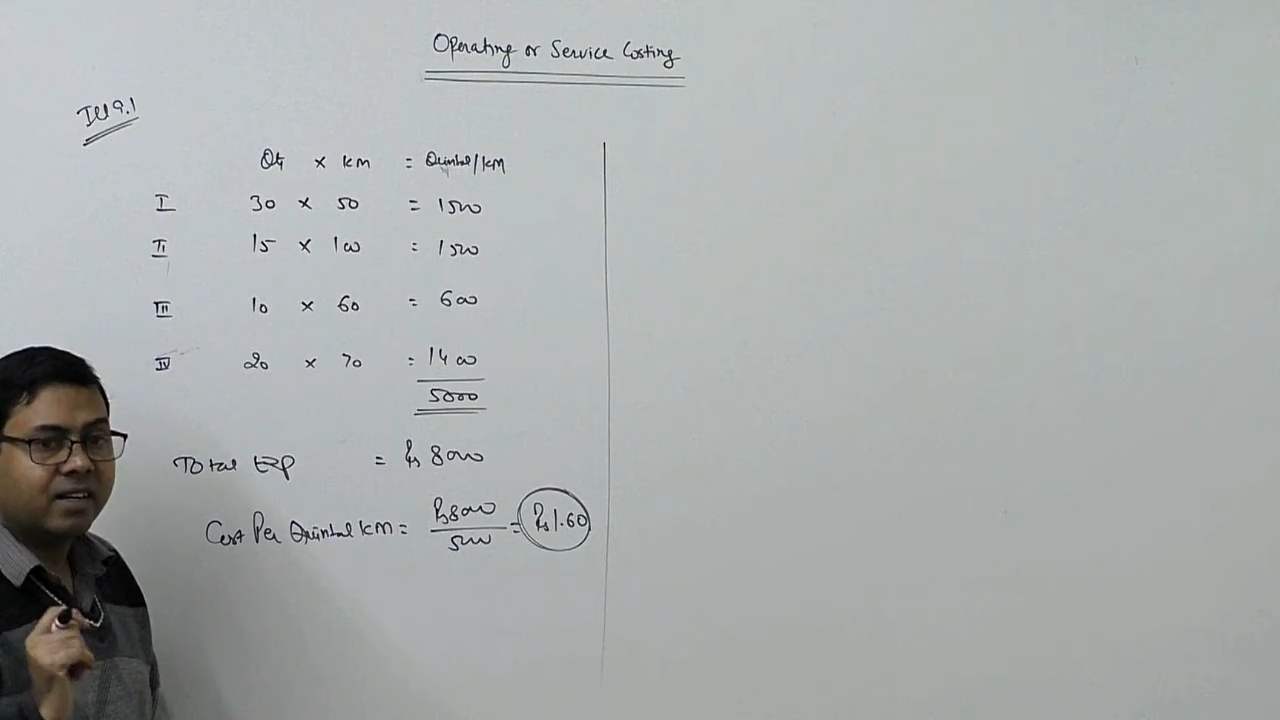 Operating or Service Costing
Ill 9.1
Qty × KM = Quintal/KM
I 30 × 50 = 1500
II 15 × 100 = 1500
III 10 × 60 = 600
IV 20 × 70 = 1400
5000
Total Exp = Rs 8000
Cost Per Quintal KM = Rs 8000 / 5000 = Rs 1.60